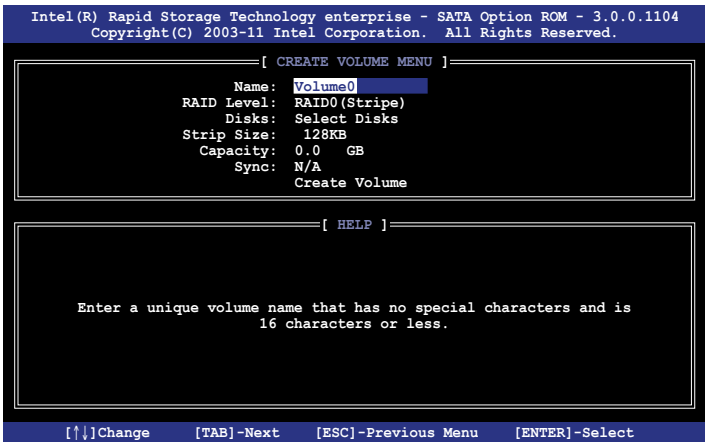 Intel(R) Rapid Storage Technology enterprise - SATA Option ROM - 3.0.0.1104
Copyright(C) 2003-11 Intel Corporation. All Rights Reserved.
[ CREATE VOLUME MENU ]
Name: Volume0
RAID Level: RAID0(Stripe)
Disks: Select Disks
Strip Size: 128KB
Capacity: 0.0 GB
Sync: N/A
Create Volume
[ HELP ]
Enter a unique volume name that has no special characters and is
16 characters or less.
[↑↓]Change [TAB]-Next [ESC]-Previous Menu [ENTER]-Select